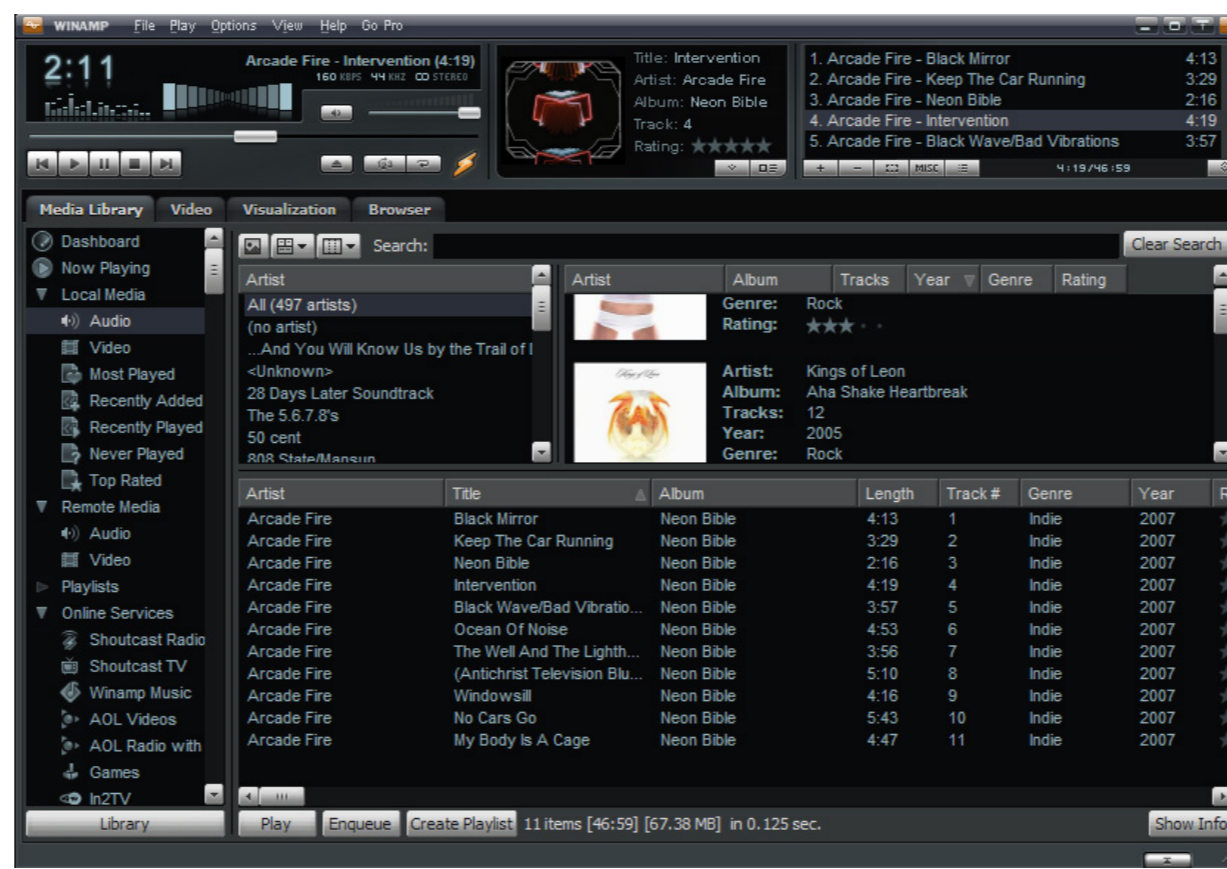 WINAMP File Play Options View Help Go Pro
2:11
Arcade Fire - Intervention (4:19)
160 KBPS 44 KHZ STEREO
Title: Intervention
Artist: Arcade Fire
Album: Neon Bible
Track: 4
Rating: ★★★★★
1. Arcade Fire - Black Mirror 4:13
2. Arcade Fire - Keep The Car Running 3:29
3. Arcade Fire - Neon Bible 2:16
4. Arcade Fire - Intervention 4:19
5. Arcade Fire - Black Wave/Bad Vibrations 3:57
+ - MISC 4:19/46:59
Media Library Video Visualization Browser
Dashboard
Now Playing
Local Media
Audio
Video
Most Played
Recently Added
Recently Played
Never Played
Top Rated
Remote Media
Audio
Video
Playlists
Online Services
Shoutcast Radio
Shoutcast TV
Winamp Music
AOL Videos
AOL Radio with
Games
In2TV
Library
Search: Clear Search
Artist
All (497 artists)
(no artist)
...And You Will Know Us by the Trail of
<Unknown>
28 Days Later Soundtrack
The 5.6.7.8's
50 cent
808 State/Mansun
Artist Album Tracks Year Genre Rating
Genre: Rock
Rating: ★★★
Kings of Leon
Artist: Kings of Leon
Album: Aha Shake Heartbreak
Tracks: 12
Year: 2005
Genre: Rock
Artist Title Album Length Track # Genre Year
Arcade Fire Black Mirror Neon Bible 4:13 1 Indie 2007
Arcade Fire Keep The Car Running Neon Bible 3:29 2 Indie 2007
Arcade Fire Neon Bible Neon Bible 2:16 3 Indie 2007
Arcade Fire Intervention Neon Bible 4:19 4 Indie 2007
Arcade Fire Black Wave/Bad Vibratio... Neon Bible 3:57 5 Indie 2007
Arcade Fire Ocean Of Noise Neon Bible 4:53 6 Indie 2007
Arcade Fire The Well And The Lighth... Neon Bible 3:56 7 Indie 2007
Arcade Fire (Antichrist Television Blu... Neon Bible 5:10 8 Indie 2007
Arcade Fire Windowsill Neon Bible 4:16 9 Indie 2007
Arcade Fire No Cars Go Neon Bible 5:43 10 Indie 2007
Arcade Fire My Body Is A Cage Neon Bible 4:47 11 Indie 2007
Play Enqueue Create Playlist 11 items [46:59] [67.38 MB] in 0.125 sec. Show Info